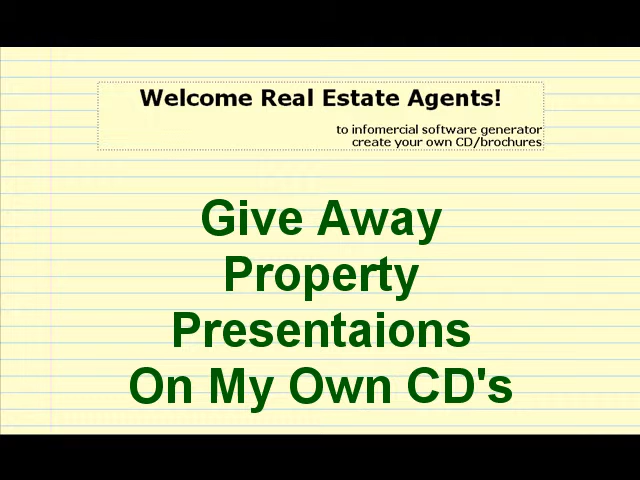 Welcome Real Estate Agents!
to infomercial software generator
create your own CD/brochures
Give Away
Property
Presentaions
On My Own CD's